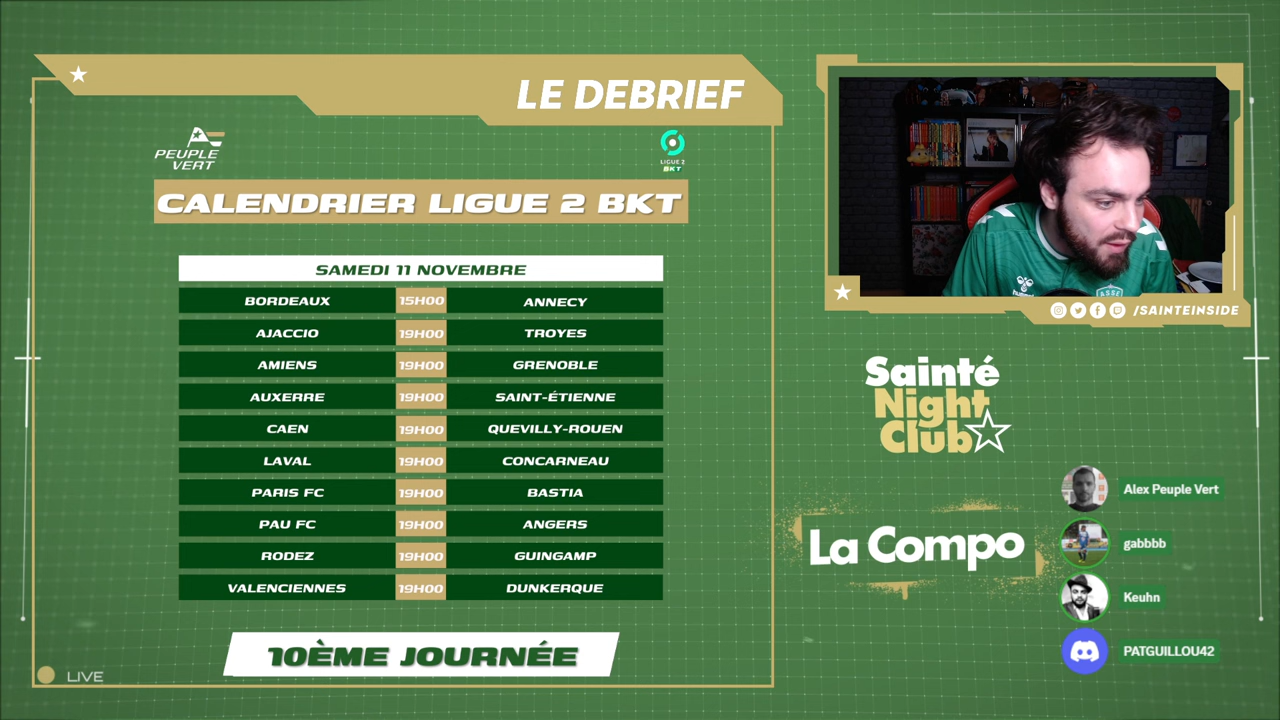 LE DEBRIEF
PEUPLE
VERT
LIGUE 2
BKT
CALENDRIER LIGUE 2 BKT
SAMEDI 11 NOVEMBRE
BORDEAUX 15H00 ANNECY
AJACCIO 19H00 TROYES
AMIENS 19H00 GRENOBLE
AUXERRE 19H00 SAINT-ÉTIENNE
CAEN 19H00 QUEVILLY-ROUEN
LAVAL 19H00 CONCARNEAU
PARIS FC 19H00 BASTIA
PAU FC 19H00 ANGERS
RODEZ 19H00 GUINGAMP
VALENCIENNES 19H00 DUNKERQUE
10ÈME JOURNÉE
LIVE
hummel
ASSE
/SAINTEINSIDE
Sainté
Night
Club
La Compo
Alex Peuple Vert
gabbbb
Keuhn
PATGUILLOU42